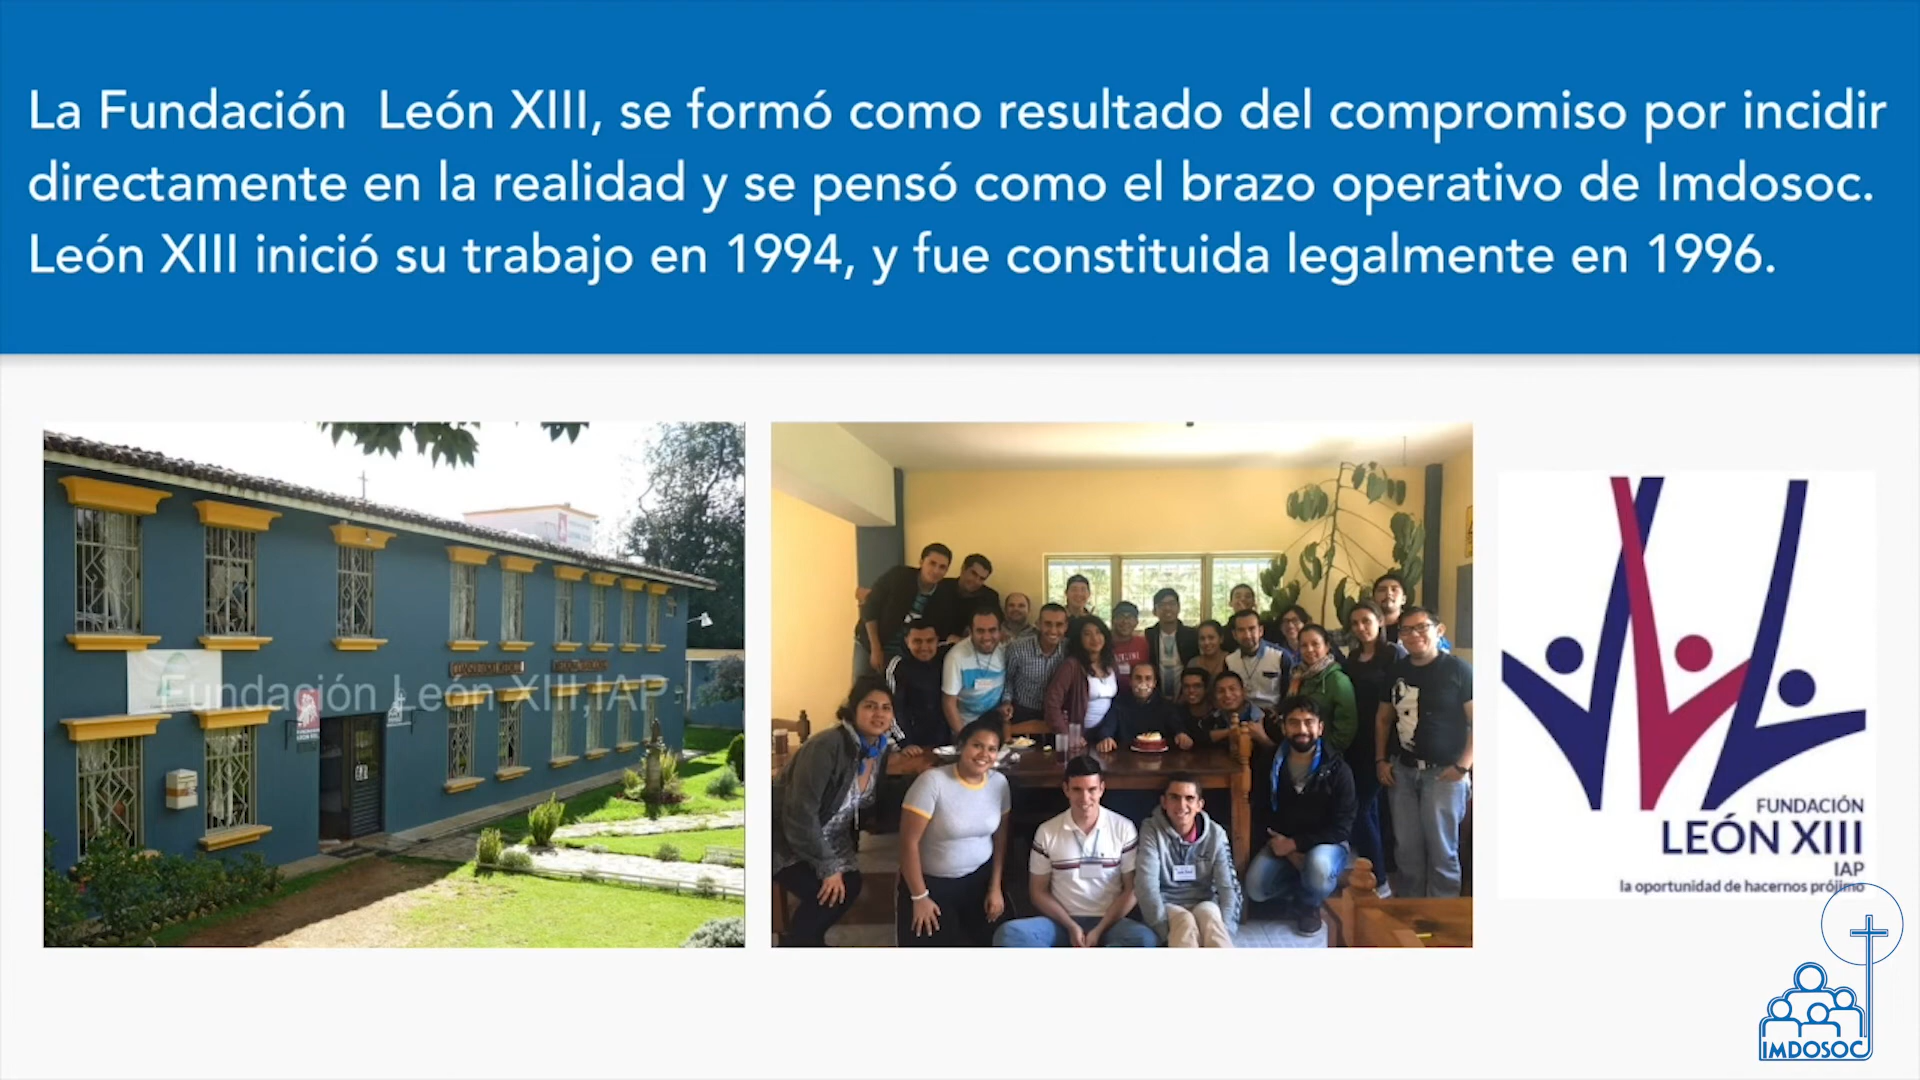 La Fundación León XIII, se formó como resultado del compromiso por incidir
directamente en la realidad y se pensó como el brazo operativo de Imdosoc.
León XIII inició su trabajo en 1994, y fue constituida legalmente en 1996.
Fundación León XIII,IAP
FUNDACIÓN
LEÓN XIII
IAP
la oportunidad de hacernos prójimo
IMDOSOC